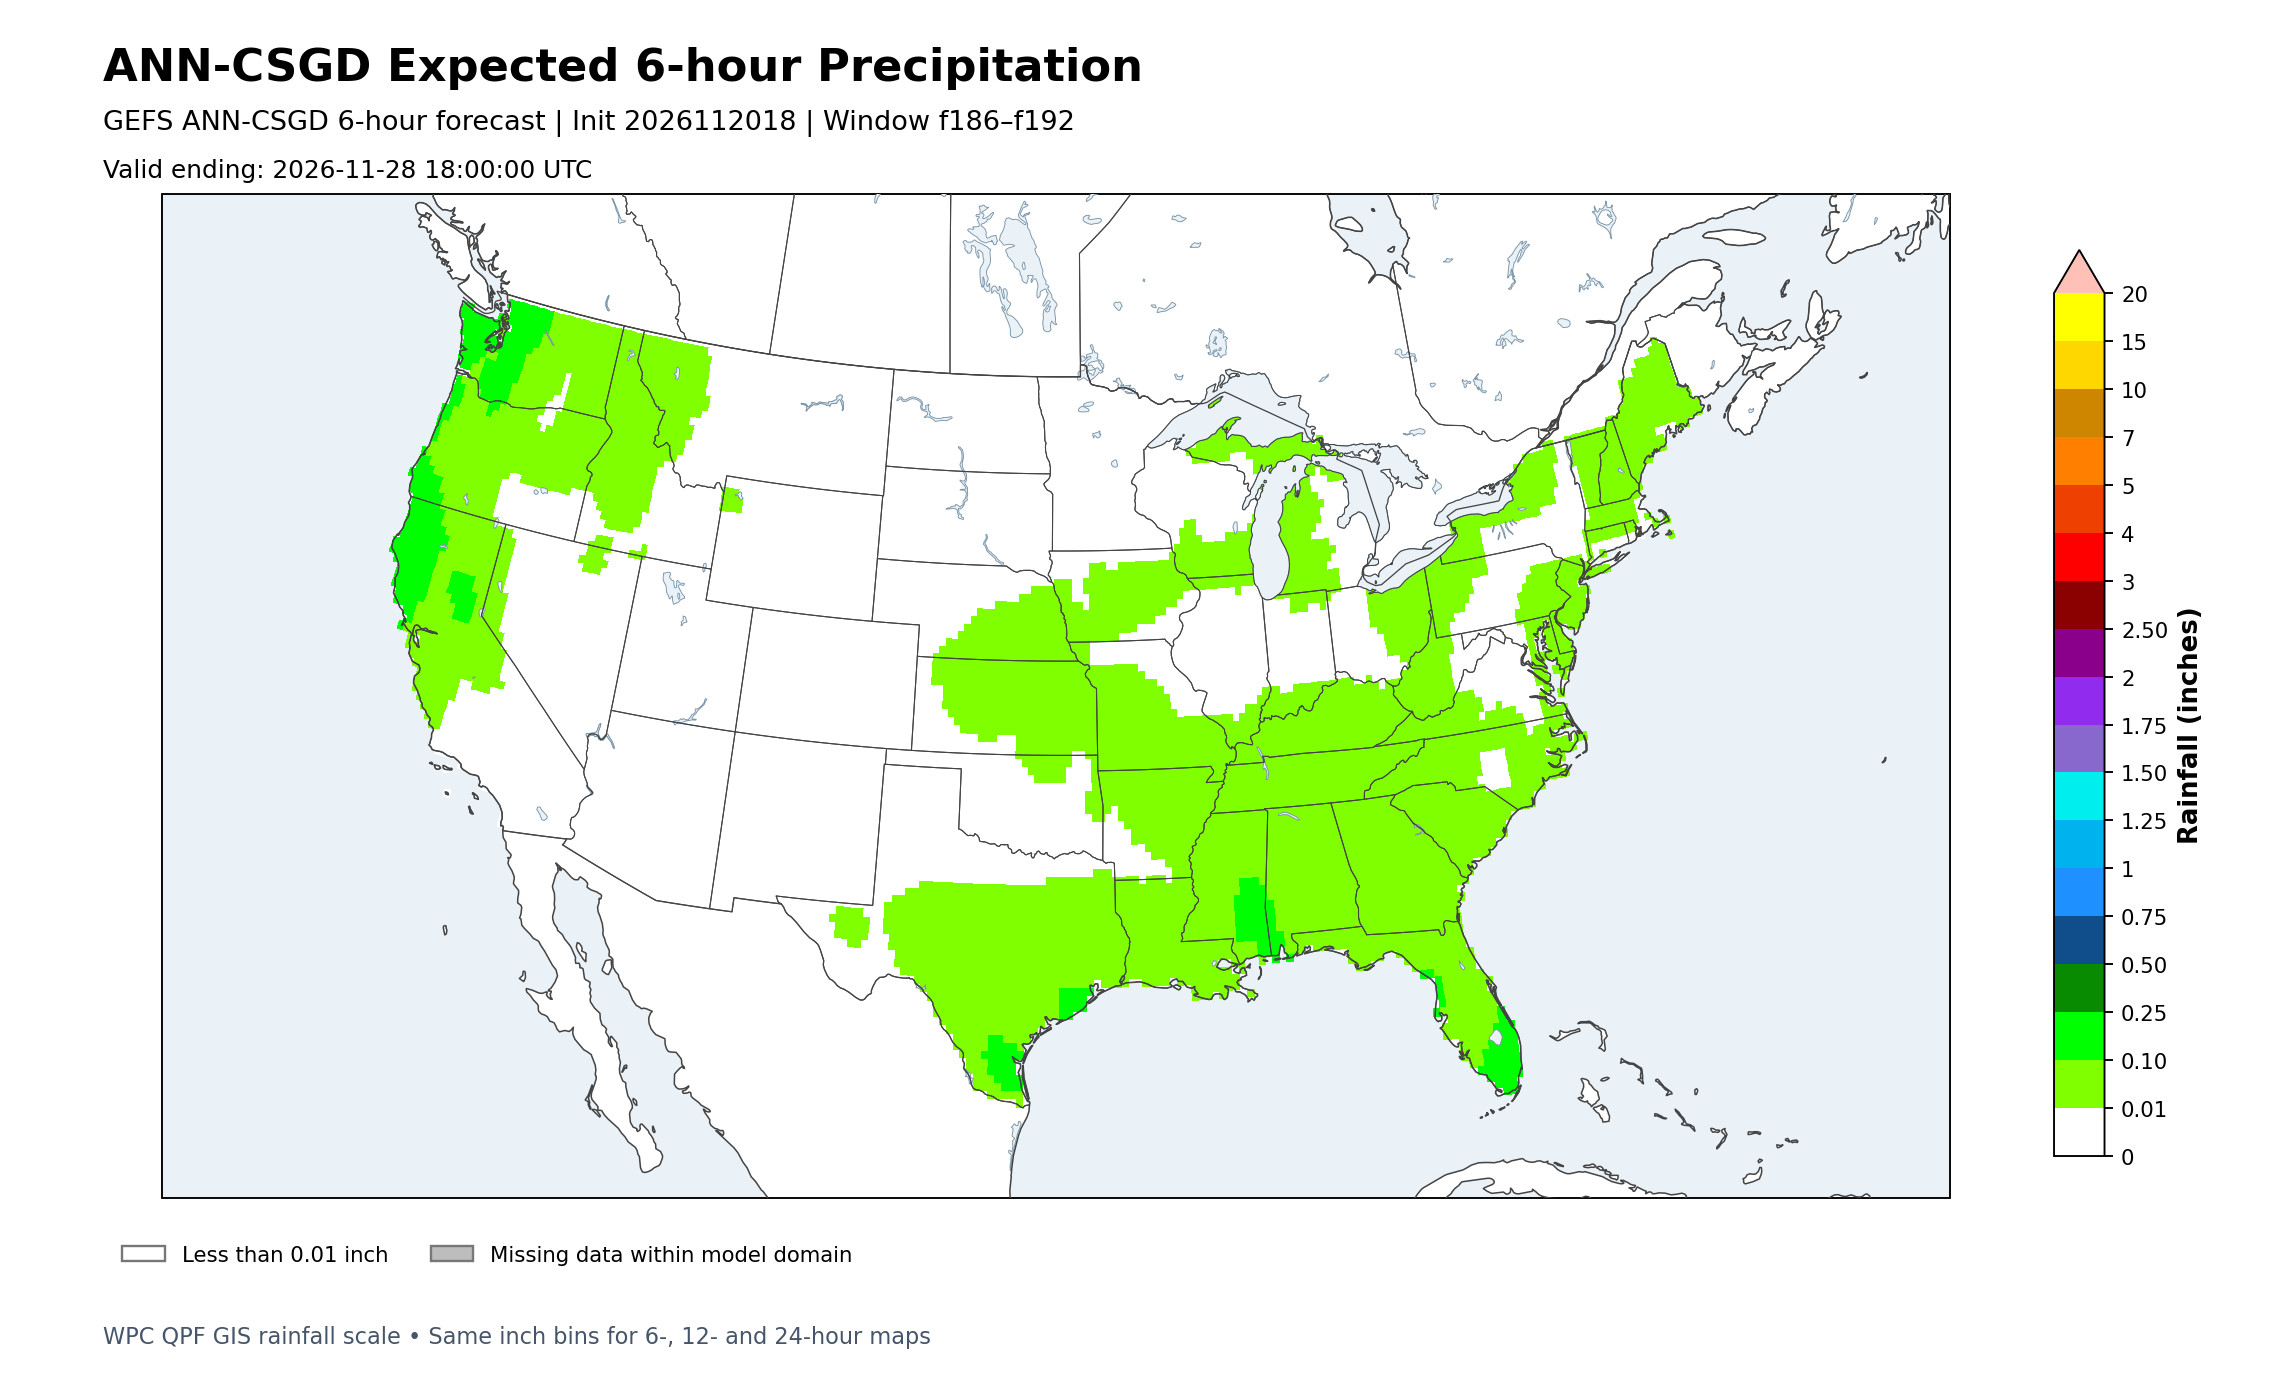 ANN-CSGD Expected 6-hour Precipitation
GEFS ANN-CSGD 6-hour forecast | Init 2026112018 | Window f186–f192
Valid ending: 2026-11-28 18:00:00 UTC
20
15
10
7
5
4
3
2.50
2
1.75
1.50
1.25
1
0.75
0.50
0.25
0.10
0.01
0
Rainfall (inches)
Less than 0.01 inch
Missing data within model domain
WPC QPF GIS rainfall scale • Same inch bins for 6-, 12- and 24-hour maps